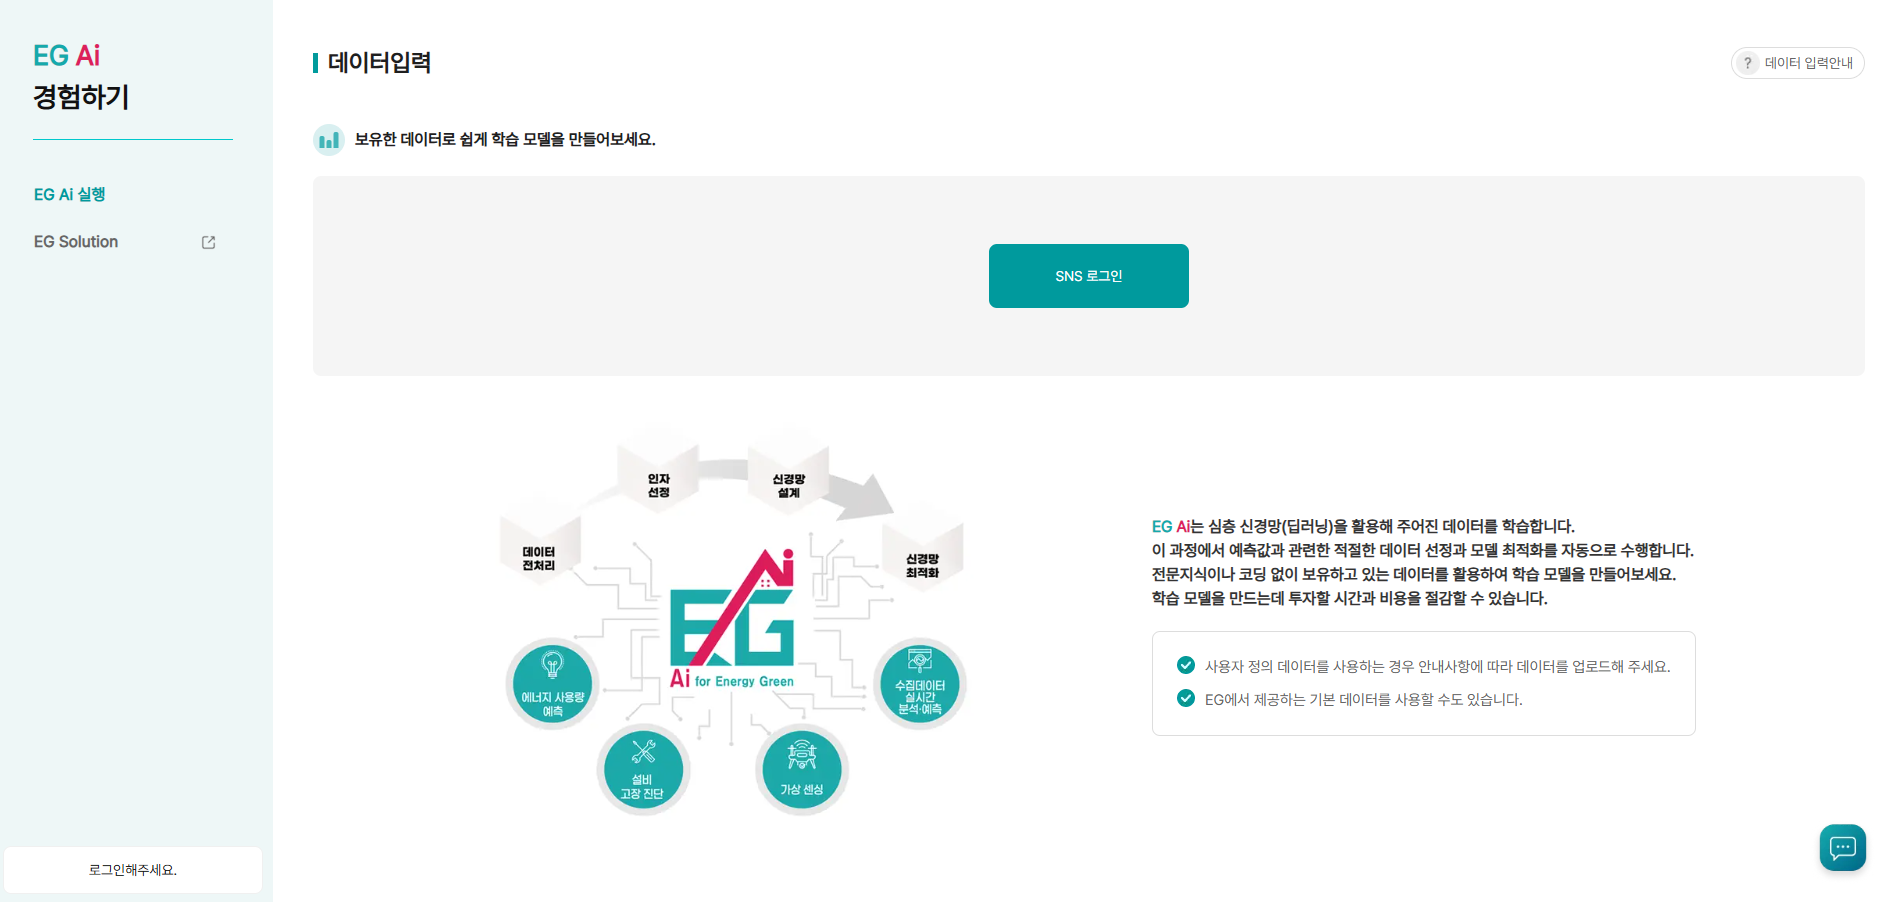 EG Ai
경험하기
EG Ai 실행
EG Solution
로그인해주세요.
데이터입력
? 데이터 입력안내
보유한 데이터로 쉽게 학습 모델을 만들어보세요.
SNS 로그인
인자
선정
신경망
설계
데이터
전처리
신경망
최적화
EG Ai
Ai for Energy Green
에너지 사용량
예측
수집데이터
실시간
분석·예측
설비
고장 진단
가상 센싱
EG Ai는 심층 신경망(딥러닝)을 활용해 주어진 데이터를 학습합니다.
이 과정에서 예측값과 관련한 적절한 데이터 선정과 모델 최적화를 자동으로 수행합니다.
전문지식이나 코딩 없이 보유하고 있는 데이터를 활용하여 학습 모델을 만들어보세요.
학습 모델을 만드는데 투자할 시간과 비용을 절감할 수 있습니다.
사용자 정의 데이터를 사용하는 경우 안내사항에 따라 데이터를 업로드해 주세요.
EG에서 제공하는 기본 데이터를 사용할 수도 있습니다.